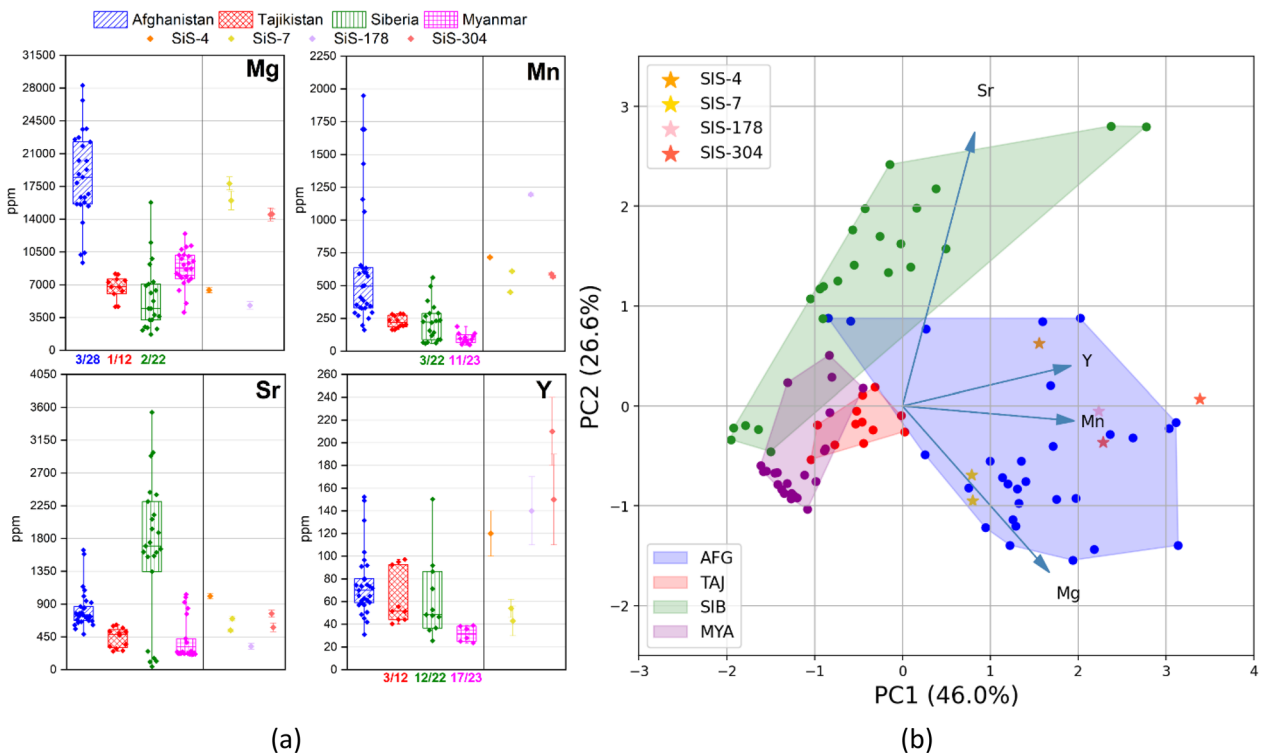 Afghanistan Tajikistan Siberia Myanmar
SiS-4 SiS-7 SiS-178 SiS-304
Mg
31500
28000
24500
21000
17500
14000
10500
7000
3500
0
ppm
3/28 1/12 2/22
Mn
2250
2000
1750
1500
1250
1000
750
500
250
0
ppm
3/22 11/23
Sr
4050
3600
3150
2700
2250
1800
1350
900
450
0
ppm
Y
260
240
220
200
180
160
140
120
100
80
60
40
20
0
ppm
3/12 12/22 17/23
(a)
SIS-4
SIS-7
SIS-178
SIS-304
Sr
Y
Mn
Mg
AFG
TAJ
SIB
MYA
3
2
1
0
−1
−2
PC2 (26.6%)
−3 −2 −1 0 1 2 3 4
PC1 (46.0%)
(b)